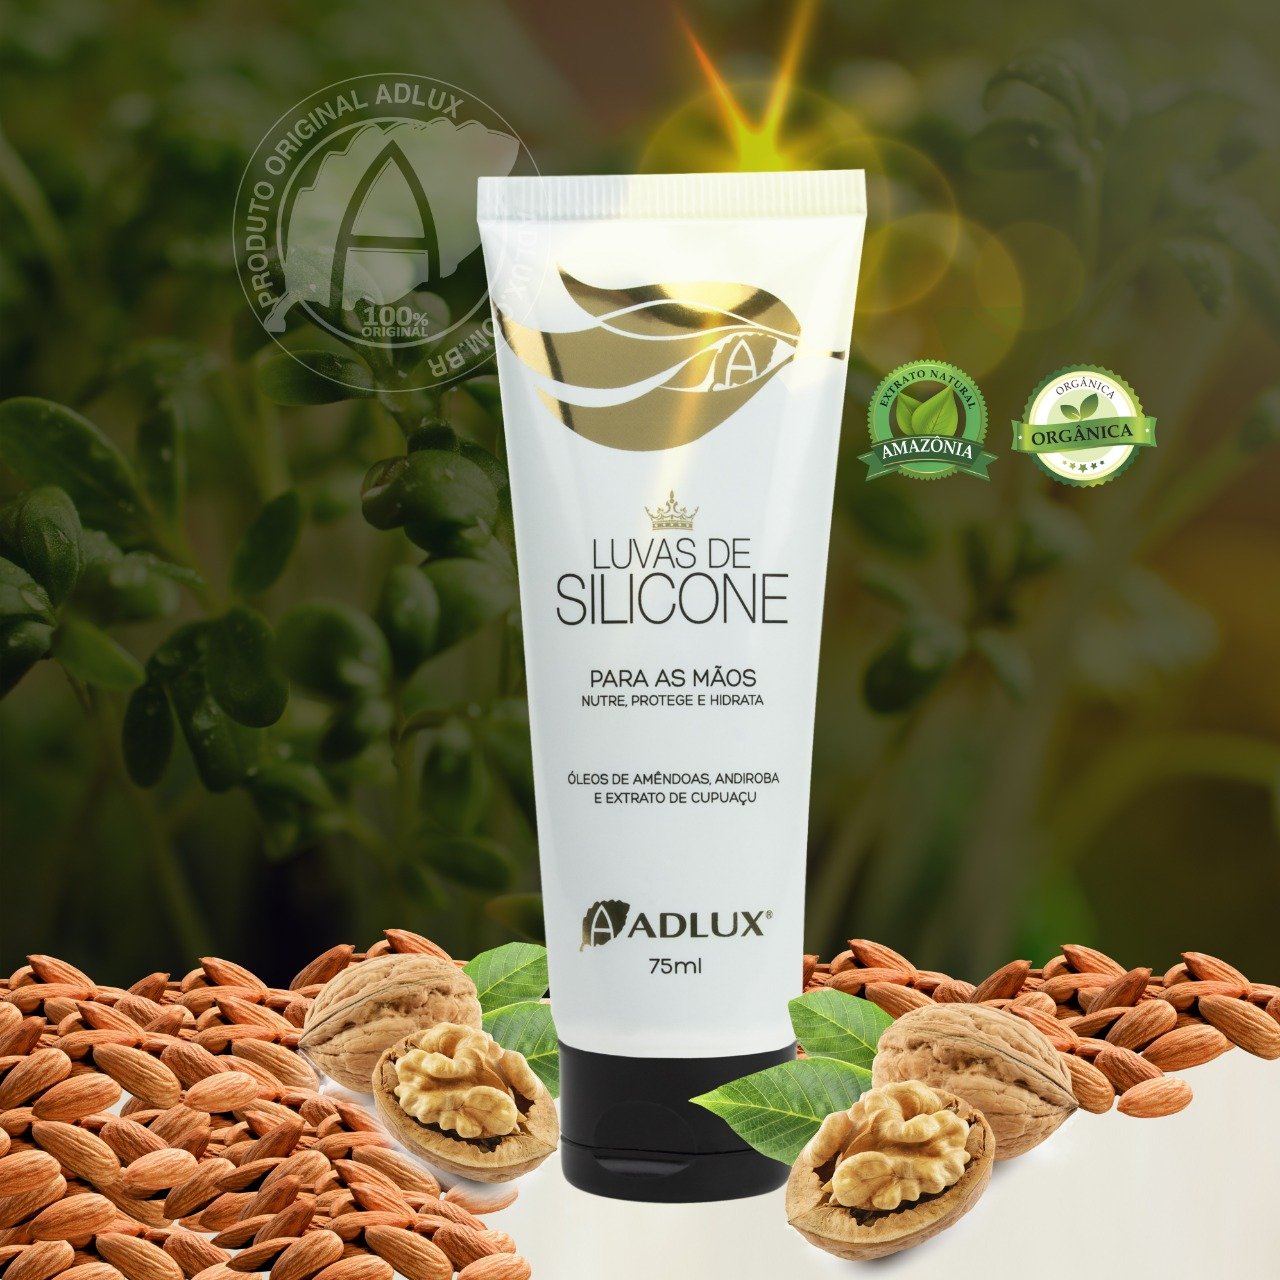 PRODUTO ORIGINAL ADLUX
ADLUX.COM.BR
A
100%
ORIGINAL
A
EXTRATO NATURAL
AMAZÔNIA
ORGÂNICA
ORGÂNICA
LUVAS DE
SILICONE
PARA AS MÃOS
NUTRE, PROTEGE E HIDRATA
ÓLEOS DE AMÊNDOAS, ANDIROBA
E EXTRATO DE CUPUAÇU
A ADLUX®
75ml